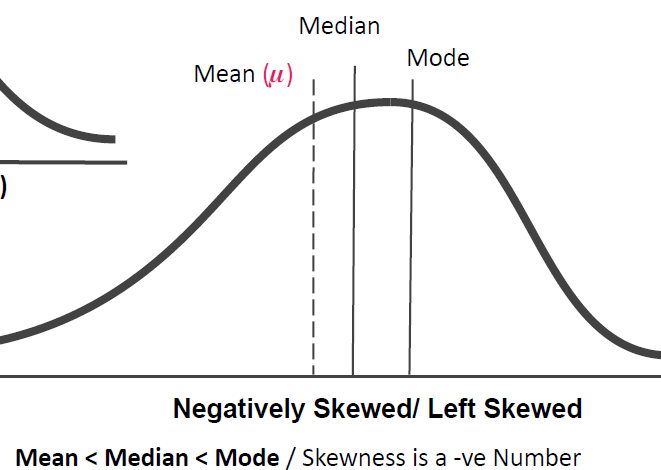 Median
Mode
Mean (μ)
)
Negatively Skewed/ Left Skewed
Mean < Median < Mode / Skewness is a -ve Number